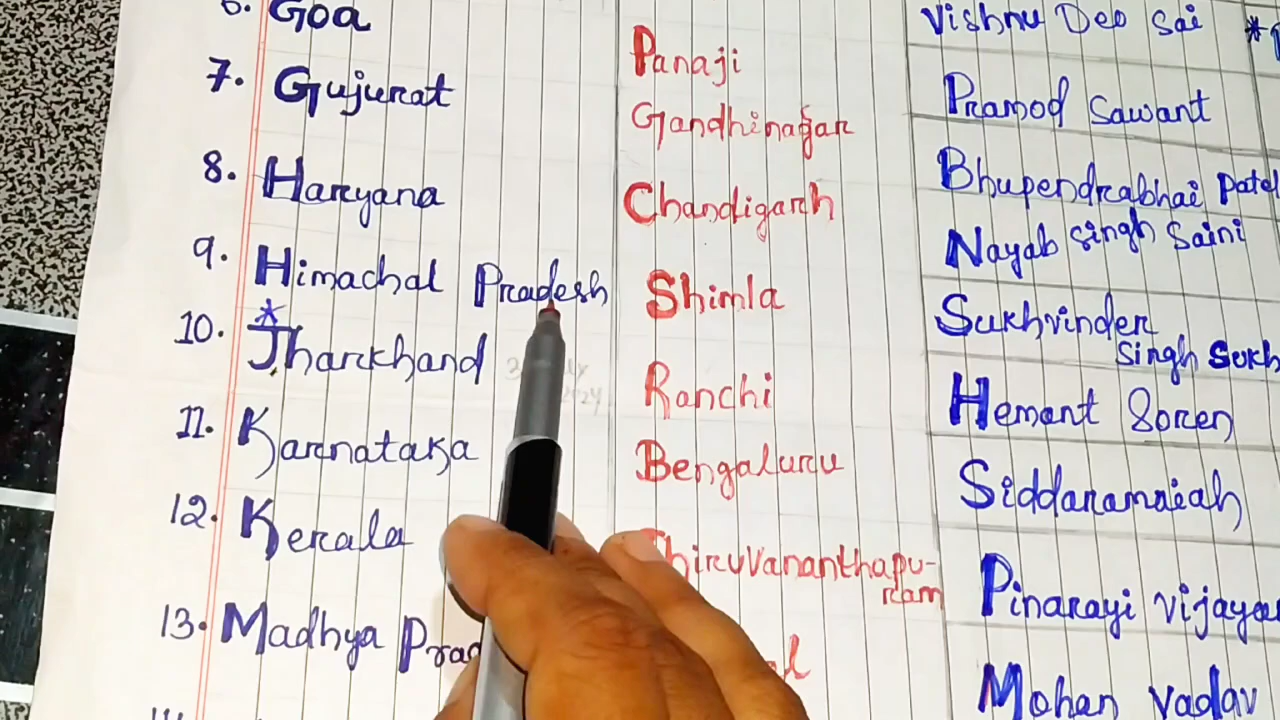 6. Goa
Vishnu Deo Sai
Panaji
Pramod Sawant
7. Gujurat
Gandhinagar
Bhupendrabhai Patel
8. Haryana
Chandigarh
Nayab Singh Saini
9. Himachal Pradesh
Shimla
Sukhvinder
Singh Sukh
10. Jharkhand
Ranchi
Hemant Soren
11. Karnataka
Bengaluru
Siddaramaiah
12. Kerala
Thiruvananthapu-
ram
Pinarayi Vijaya
13. Madhya Prad
Mohan Yadav